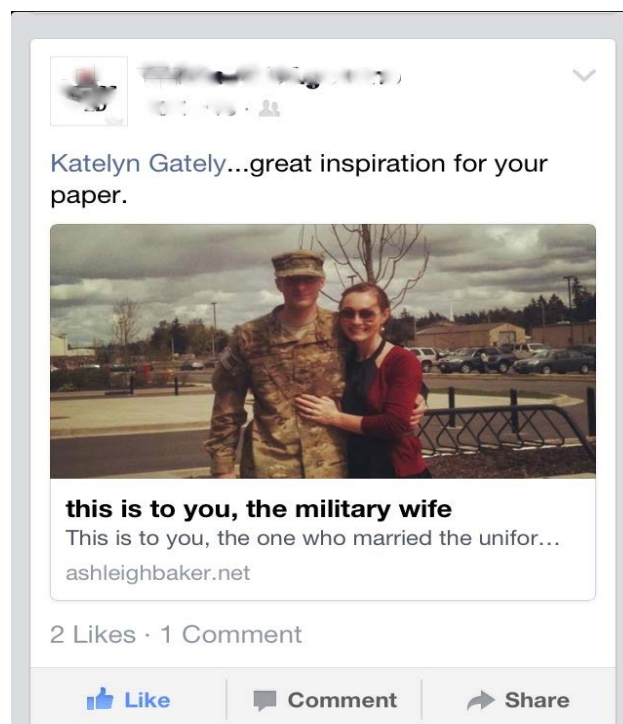 Katelyn Gately...great inspiration for your
paper.
this is to you, the military wife
This is to you, the one who married the unifor...
ashleighbaker.net
2 Likes · 1 Comment
Like Comment Share